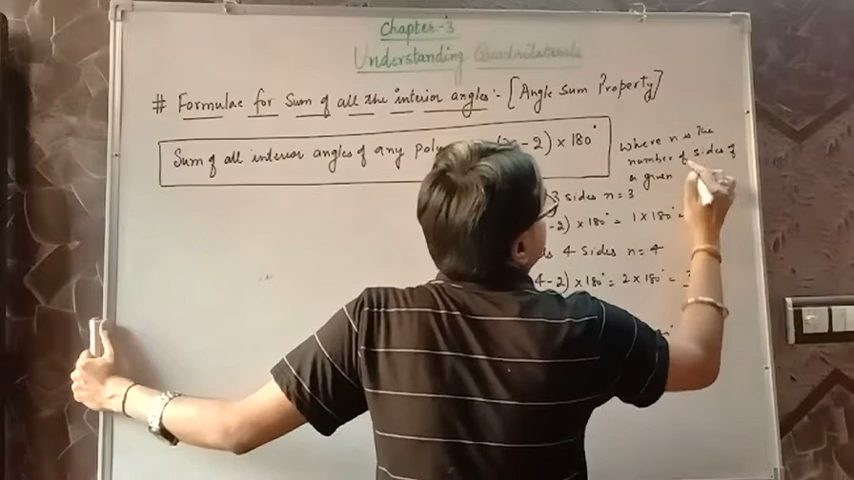 Chapter-3
Understanding Quadrilaterals
# Formulae for Sum of all the interior angles:- [Angle Sum Property]
Sum of all interior angles of any -2) × 180°
Where n is the
number of sides of
a given
3 sides n = 3
-2) × 180° = 1 × 180° =
4 sides n = 4
4-2) × 180° = 2 × 180° =